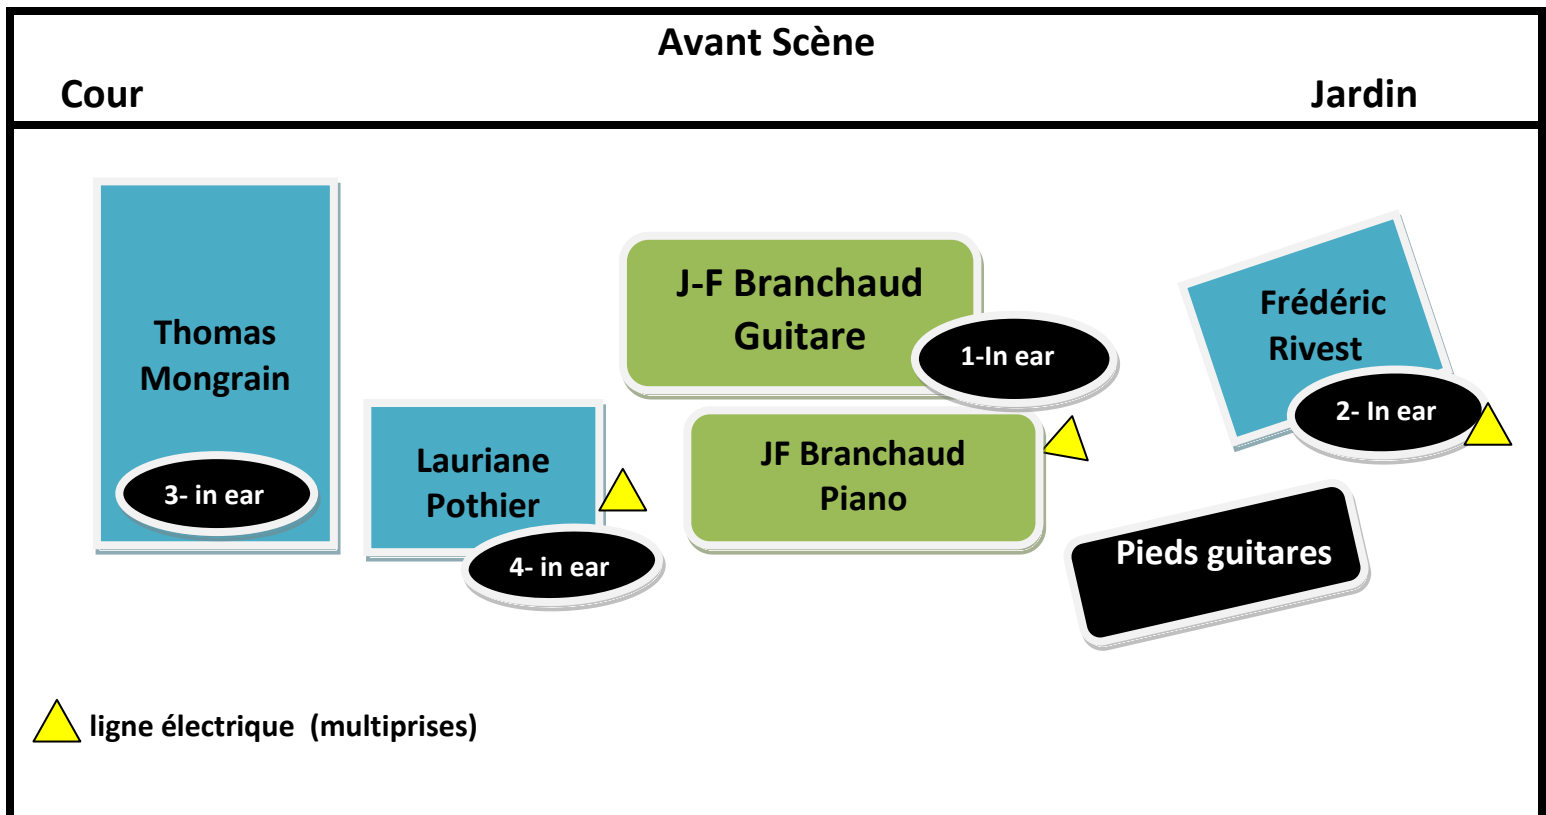 Avant Scène
Cour
Jardin
Thomas
Mongrain
3- in ear
Lauriane
Pothier
4- in ear
J-F Branchaud
Guitare
1-In ear
JF Branchaud
Piano
Frédéric
Rivest
2- In ear
Pieds guitares
ligne électrique  (multiprises)